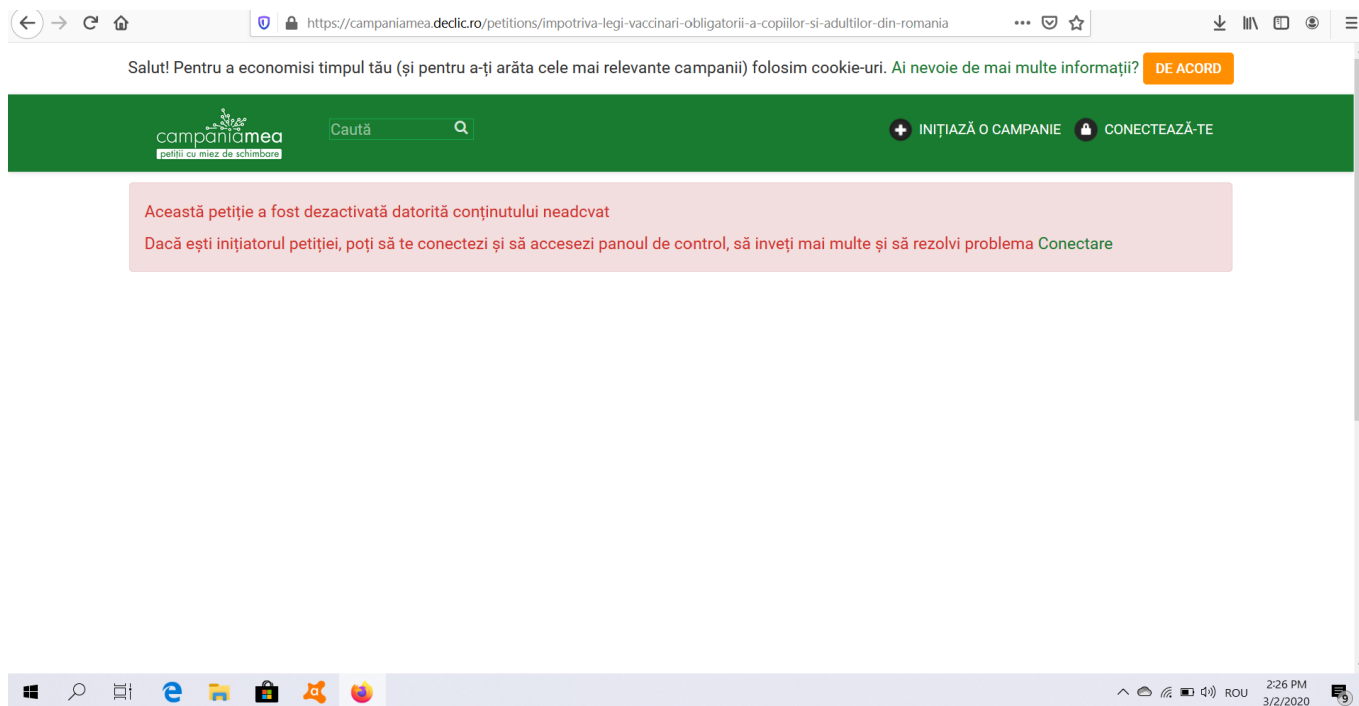 https://campaniamea.declic.ro/petitions/impotriva-legi-vaccinari-obligatorii-a-copiilor-si-adultilor-din-romania
Salut! Pentru a economisi timpul tău (și pentru a-ți arăta cele mai relevante campanii) folosim cookie-uri. Ai nevoie de mai multe informații? DE ACORD
campaniamea
petiții cu miez de schimbare
Caută
INIȚIAZĂ O CAMPANIE
CONECTEAZĂ-TE
Această petiție a fost dezactivată datorită conținutului neadcvat
Dacă ești inițiatorul petiției, poți să te conectezi și să accesezi panoul de control, să inveți mai multe și să rezolvi problema Conectare
ROU
2:26 PM
3/2/2020
9